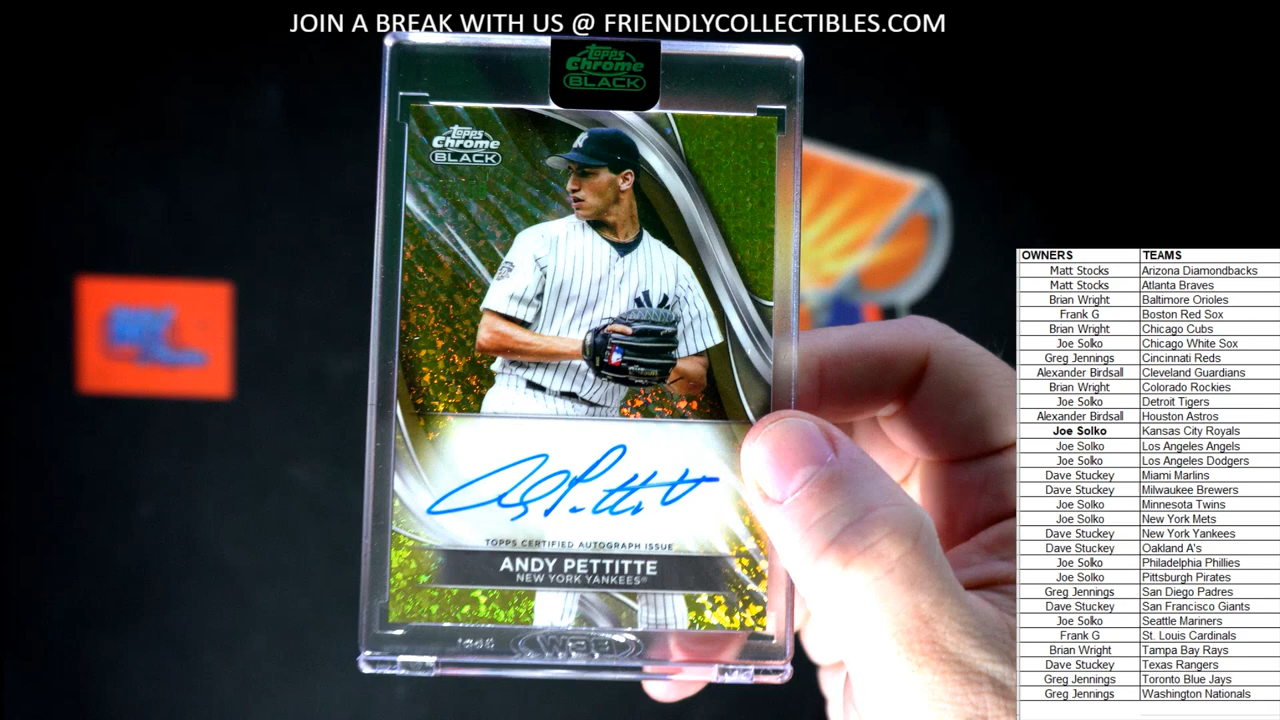 JOIN A BREAK WITH US @ FRIENDLYCOLLECTIBLES.COM
topps
Chrome
BLACK
topps
Chrome
BLACK
TOPPS CERTIFIED AUTOGRAPH ISSUE
ANDY PETTITTE
NEW YORK YANKEES®
OWNERS TEAMS
Matt Stocks Arizona Diamondbacks
Matt Stocks Atlanta Braves
Brian Wright Baltimore Orioles
Frank G Boston Red Sox
Brian Wright Chicago Cubs
Joe Solko Chicago White Sox
Greg Jennings Cincinnati Reds
Alexander Birdsall Cleveland Guardians
Brian Wright Colorado Rockies
Joe Solko Detroit Tigers
Alexander Birdsall Houston Astros
Joe Solko Kansas City Royals
Joe Solko Los Angeles Angels
Joe Solko Los Angeles Dodgers
Dave Stuckey Miami Marlins
Dave Stuckey Milwaukee Brewers
Joe Solko Minnesota Twins
Joe Solko New York Mets
Dave Stuckey New York Yankees
Dave Stuckey Oakland A's
Joe Solko Philadelphia Phillies
Joe Solko Pittsburgh Pirates
Greg Jennings San Diego Padres
Dave Stuckey San Francisco Giants
Joe Solko Seattle Mariners
Frank G St. Louis Cardinals
Brian Wright Tampa Bay Rays
Dave Stuckey Texas Rangers
Greg Jennings Toronto Blue Jays
Greg Jennings Washington Nationals